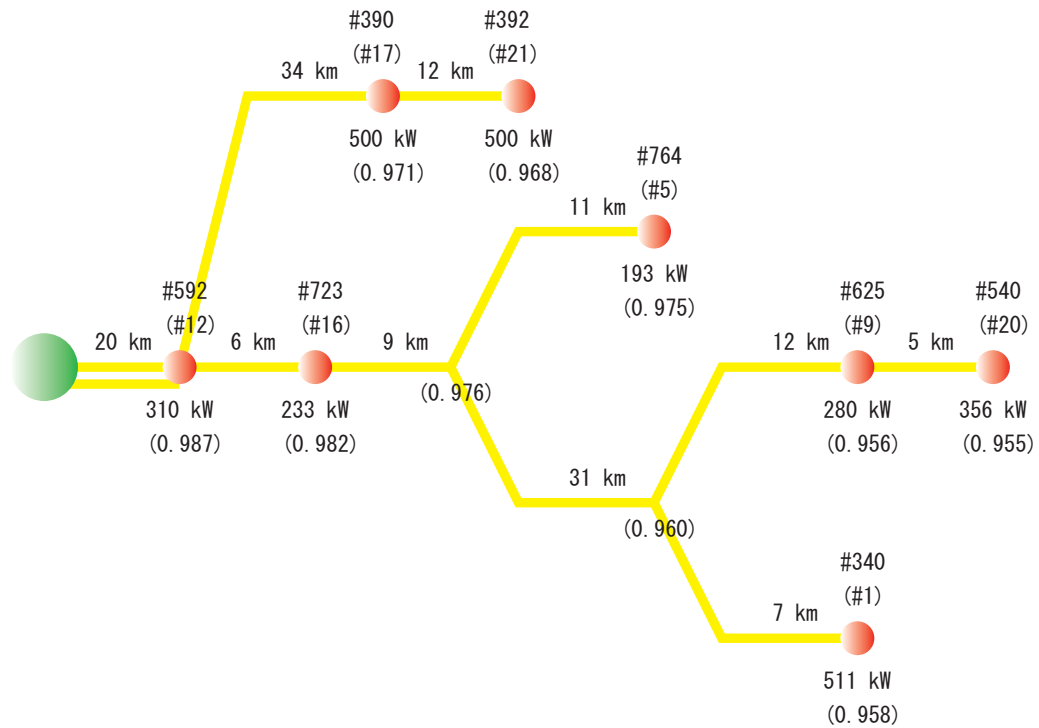 #390
(#17)
#392
(#21)
34 km
12 km
500 kW
(0.971)
500 kW
(0.968)
#764
(#5)
11 km
193 kW
(0.975)
#592
(#12)
#723
(#16)
20 km
6 km
9 km
310 kW
(0.987)
233 kW
(0.982)
(0.976)
#625
(#9)
#540
(#20)
12 km
5 km
280 kW
(0.956)
356 kW
(0.955)
31 km
(0.960)
#340
(#1)
7 km
511 kW
(0.958)